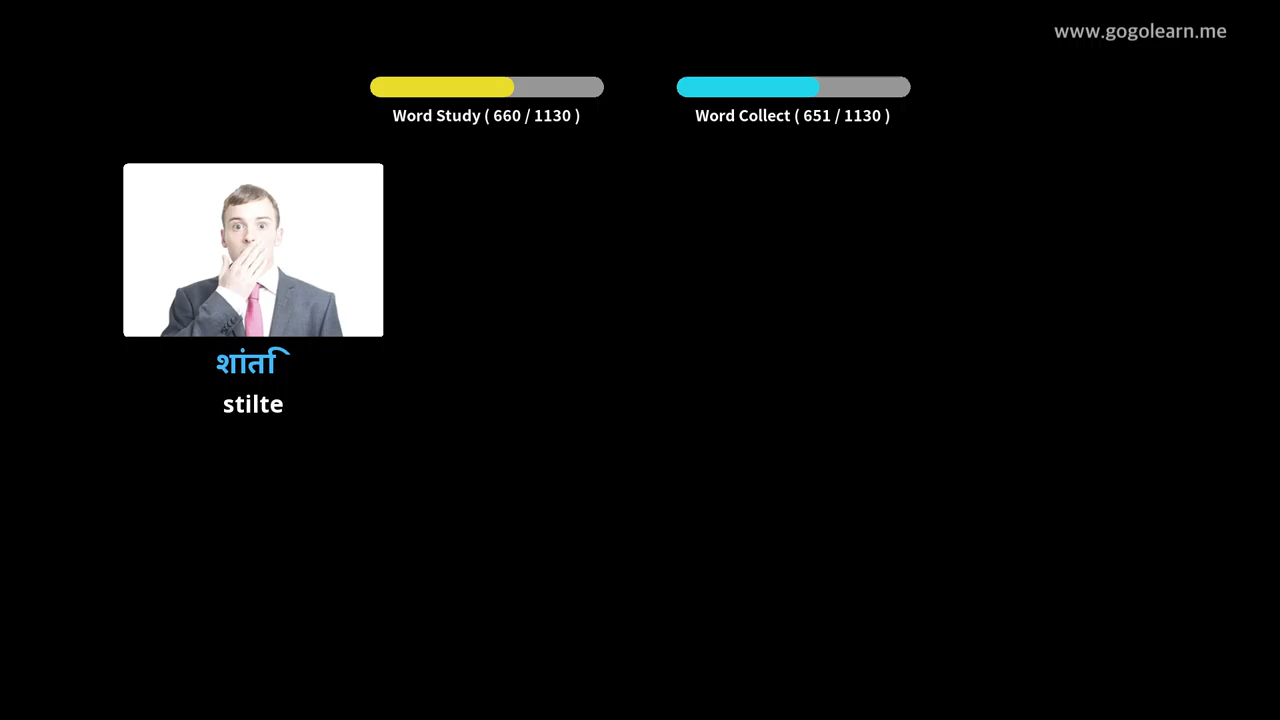 www.gogolearn.me
Word Study ( 660 / 1130 )
Word Collect ( 651 / 1130 )
शांति
stilte